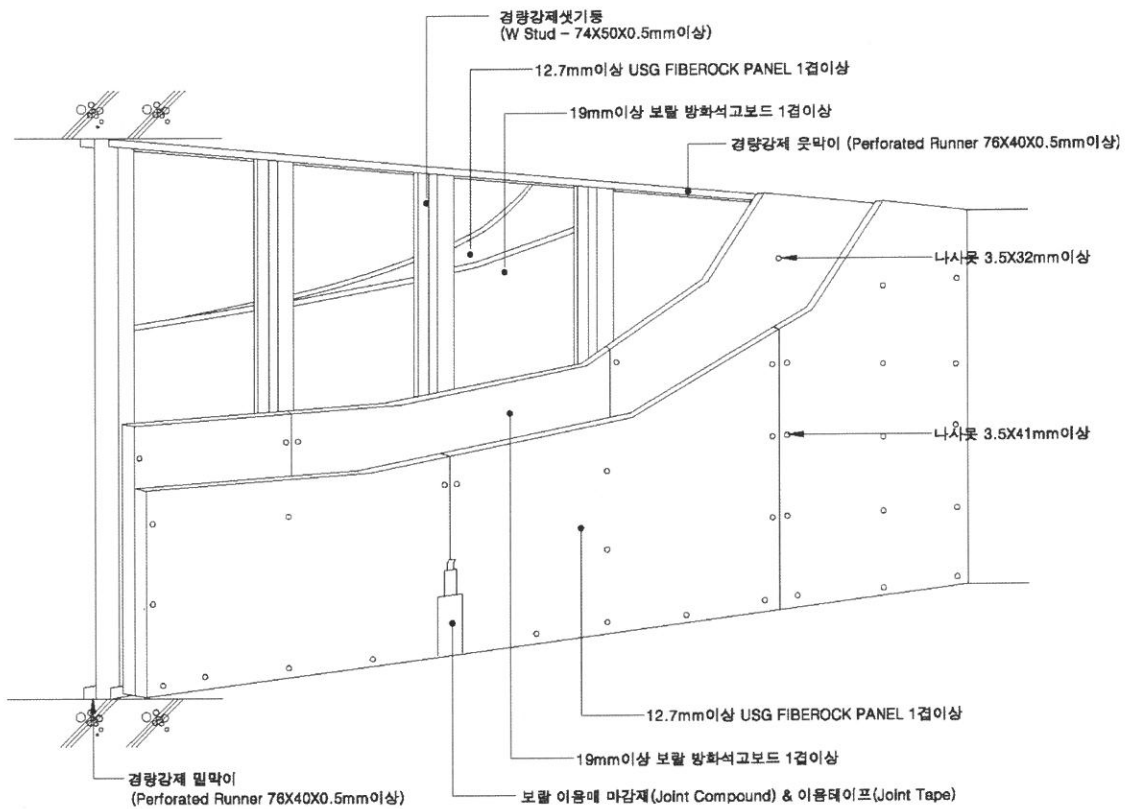 경량강제샛기둥
(W Stud - 74X50X0.5mm이상)
12.7mm이상 USG FIBEROCK PANEL 1겹이상
19mm이상 보랄 방화석고보드 1겹이상
경량강제 웃막이 (Perforated Runner 76X40X0.5mm이상)
나사못 3.5X32mm이상
나사못 3.5X41mm이상
12.7mm이상 USG FIBEROCK PANEL 1겹이상
19mm이상 보랄 방화석고보드 1겹이상
경량강제 밑막이
(Perforated Runner 76X40X0.5mm이상)
보랄 이음매 마감재(Joint Compound) & 이음테이프(Joint Tape)